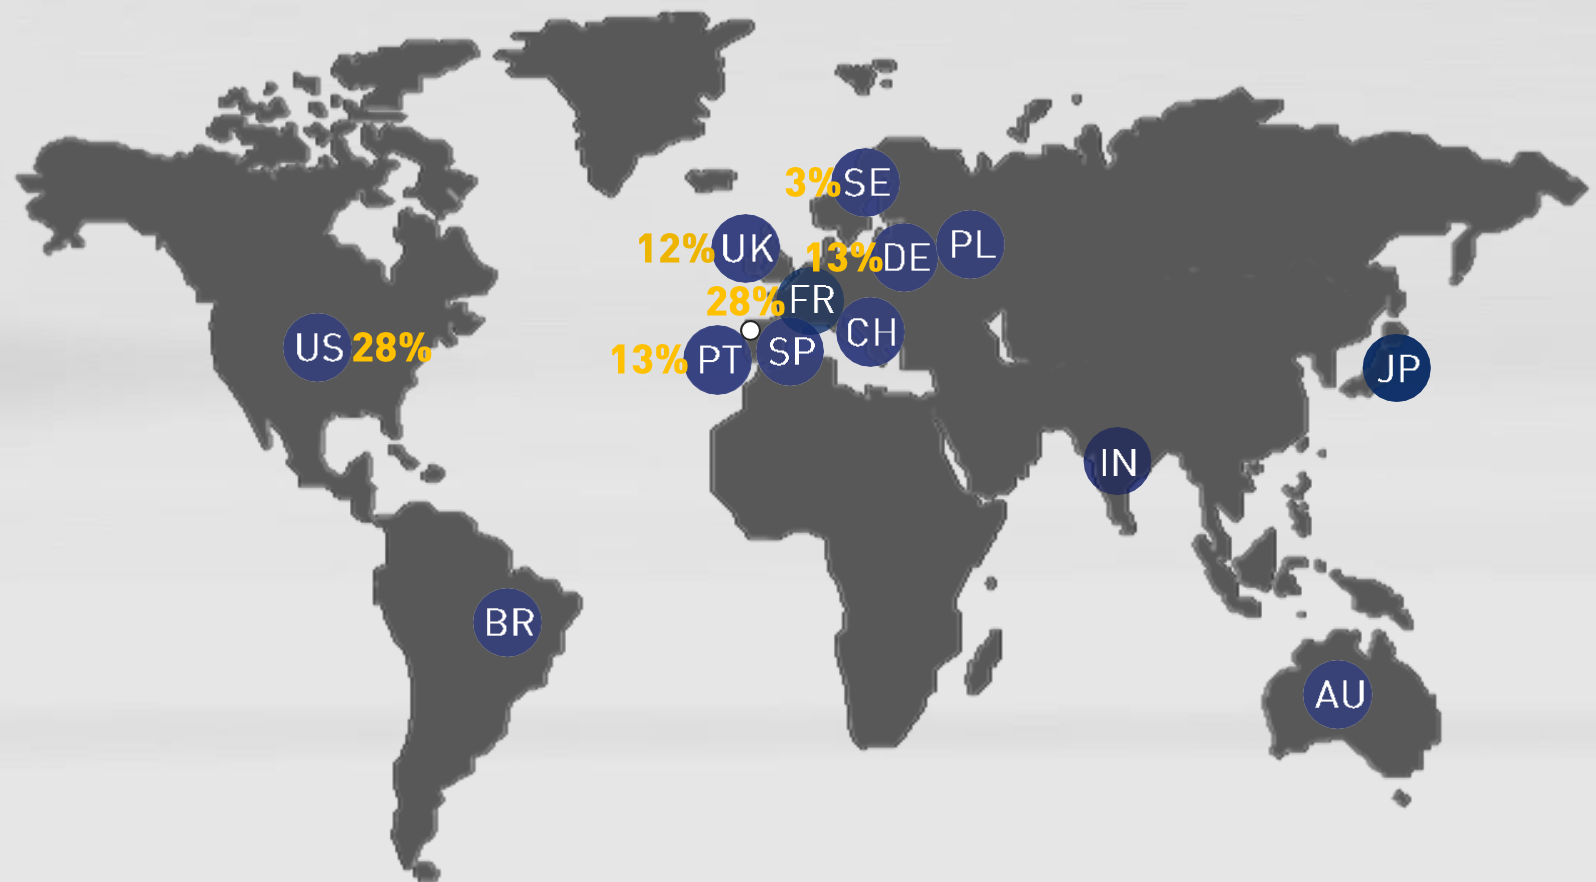 3% SE
12% UK
13% DE
PL
28% FR
US 28%
13% PT
SP
CH
JP
IN
BR
AU